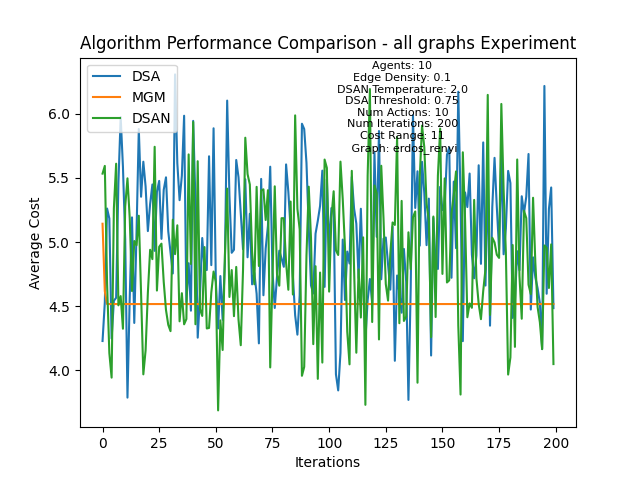 Algorithm Performance Comparison - all graphs Experiment
DSA
MGM
DSAN
Agents: 10
Edge Density: 0.1
DSAN Temperature: 2.0
DSA Threshold: 0.75
Num Actions: 10
Num Iterations: 200
Cost Range: 11
Graph: erdos_renyi
Average Cost
6.0
5.5
5.0
4.5
4.0
0 25 50 75 100 125 150 175 200
Iterations